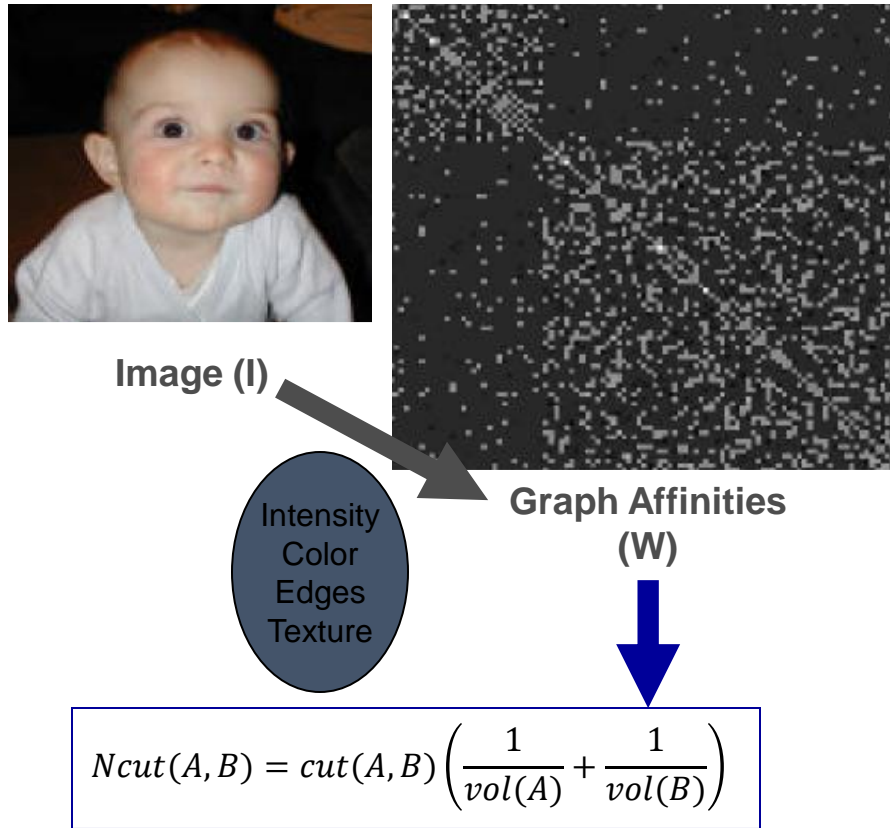 Image (I)
Graph Affinities
(W)
Intensity
Color
Edges
Texture
Ncut(A, B) = cut(A, B) (1/vol(A) + 1/vol(B))